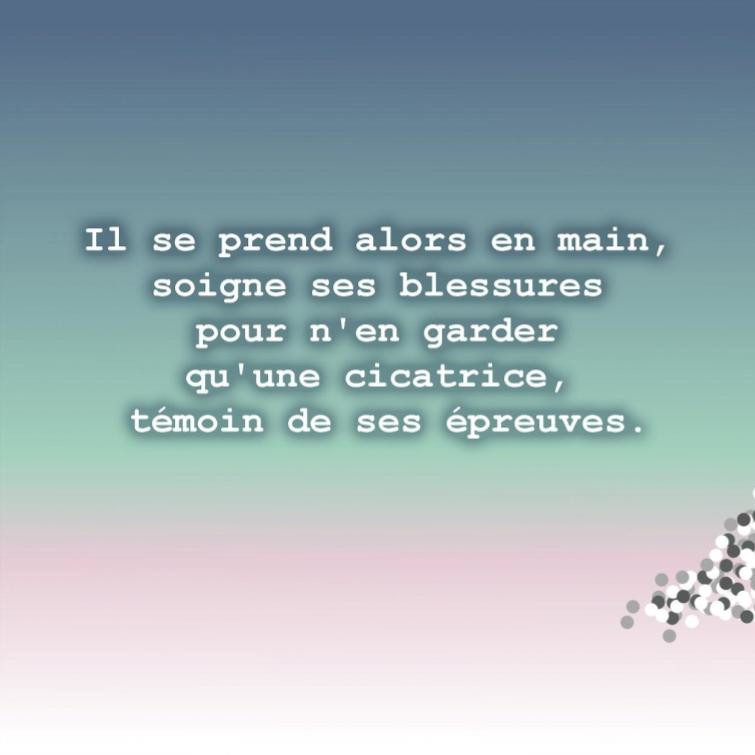 Il se prend alors en main,
soigne ses blessures
pour n'en garder
qu'une cicatrice,
témoin de ses épreuves.